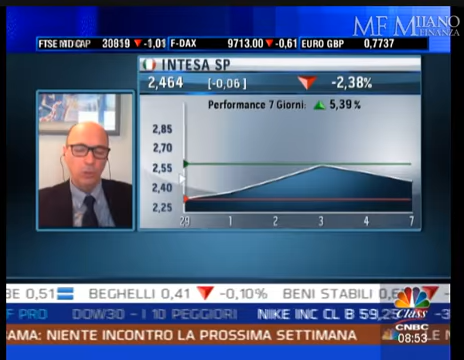 MF MILANO FINANZA
FTSE MID CAP 30819 -1,01 F-DAX 9713.00 -0,61 EURO GBP 0,7737
INTESA SP
2,464 [-0,06] -2,38%
Performance 7 Giorni: 5,39 %
2,85
2,70
2,55
2,40
2,25
29 1 2 3 4 7
BE 0,51 BEGHELLI 0,41 -0,10% BENI STABILI
F PRO DOW30 - I 10 PEGGIORI NIKE INC CL B 59,2
AMA: NIENTE INCONTRO LA PROSSIMA SETTIMANA
Class
CNBC
08:53